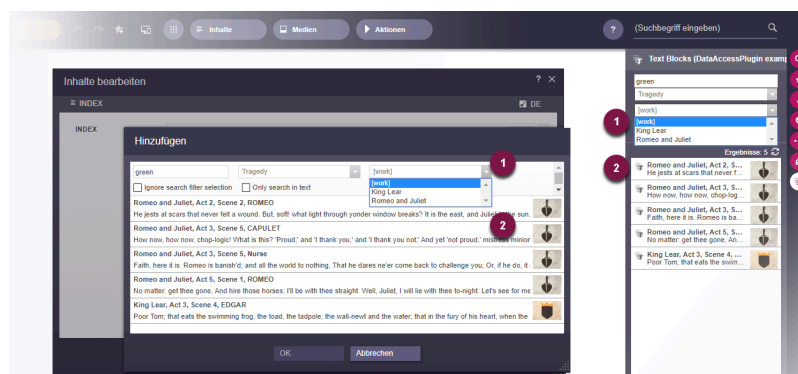 Inhalte
Medien
Aktionen
?
(Suchbegriff eingeben)
Inhalte bearbeiten
? ×
INDEX
DE
INDEX
Hinzufügen
green
Tragedy
[work]
1
[work]
King Lear
Romeo and Juliet
Ignore search filter selection
Only search in text
2
Romeo and Juliet, Act 2, Scene 2, ROMEO
He jests at scars that never felt a wound. But, soft! what light through yonder window breaks? It is the east, and Juliet is the sun.
Romeo and Juliet, Act 3, Scene 5, CAPULET
How now, how now, chop-logic! What is this? 'Proud,' and 'I thank you,' and 'I thank you not,' And yet 'not proud,' mistress minion
Romeo and Juliet, Act 3, Scene 5, Nurse
Faith, here it is. Romeo is banish'd; and all the world to nothing, That he dares ne'er come back to challenge you; Or, if he do, it
Romeo and Juliet, Act 5, Scene 1, ROMEO
No matter: get thee gone, And hire those horses; I'll be with thee straight. Well, Juliet, I will lie with thee to-night. Let's see for me
King Lear, Act 3, Scene 4, EDGAR
Poor Tom; that eats the swimming frog, the toad, the tadpole, the wall-newt and the water; that in the fury of his heart, when the
OK
Abbrechen
Text Blocks (DataAccessPlugin examp
green
Tragedy
[work]
1
[work]
King Lear
Romeo and Juliet
Ergebnisse: 5
2
Romeo and Juliet, Act 2, S...
He jests at scars that never f...
Romeo and Juliet, Act 3, S...
How now, how now, chop-log...
Romeo and Juliet, Act 3, S...
Faith, here it is. Romeo is ba...
Romeo and Juliet, Act 5, S...
No matter: get thee gone, An...
King Lear, Act 3, Scene 4, ...
Poor Tom; that eats the swim...